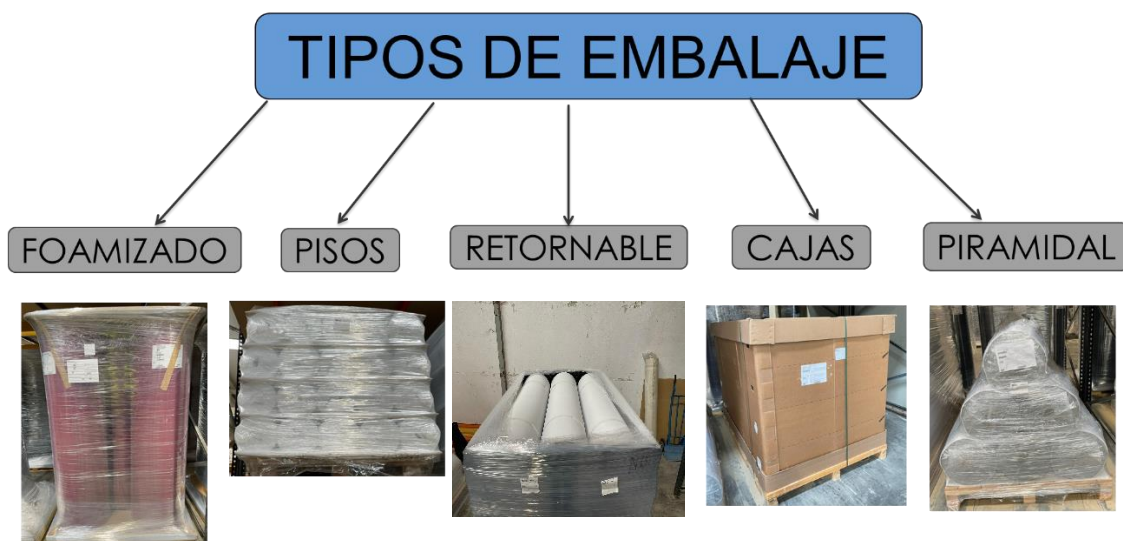 TIPOS DE EMBALAJE
FOAMIZADO
PISOS
RETORNABLE
CAJAS
PIRAMIDAL